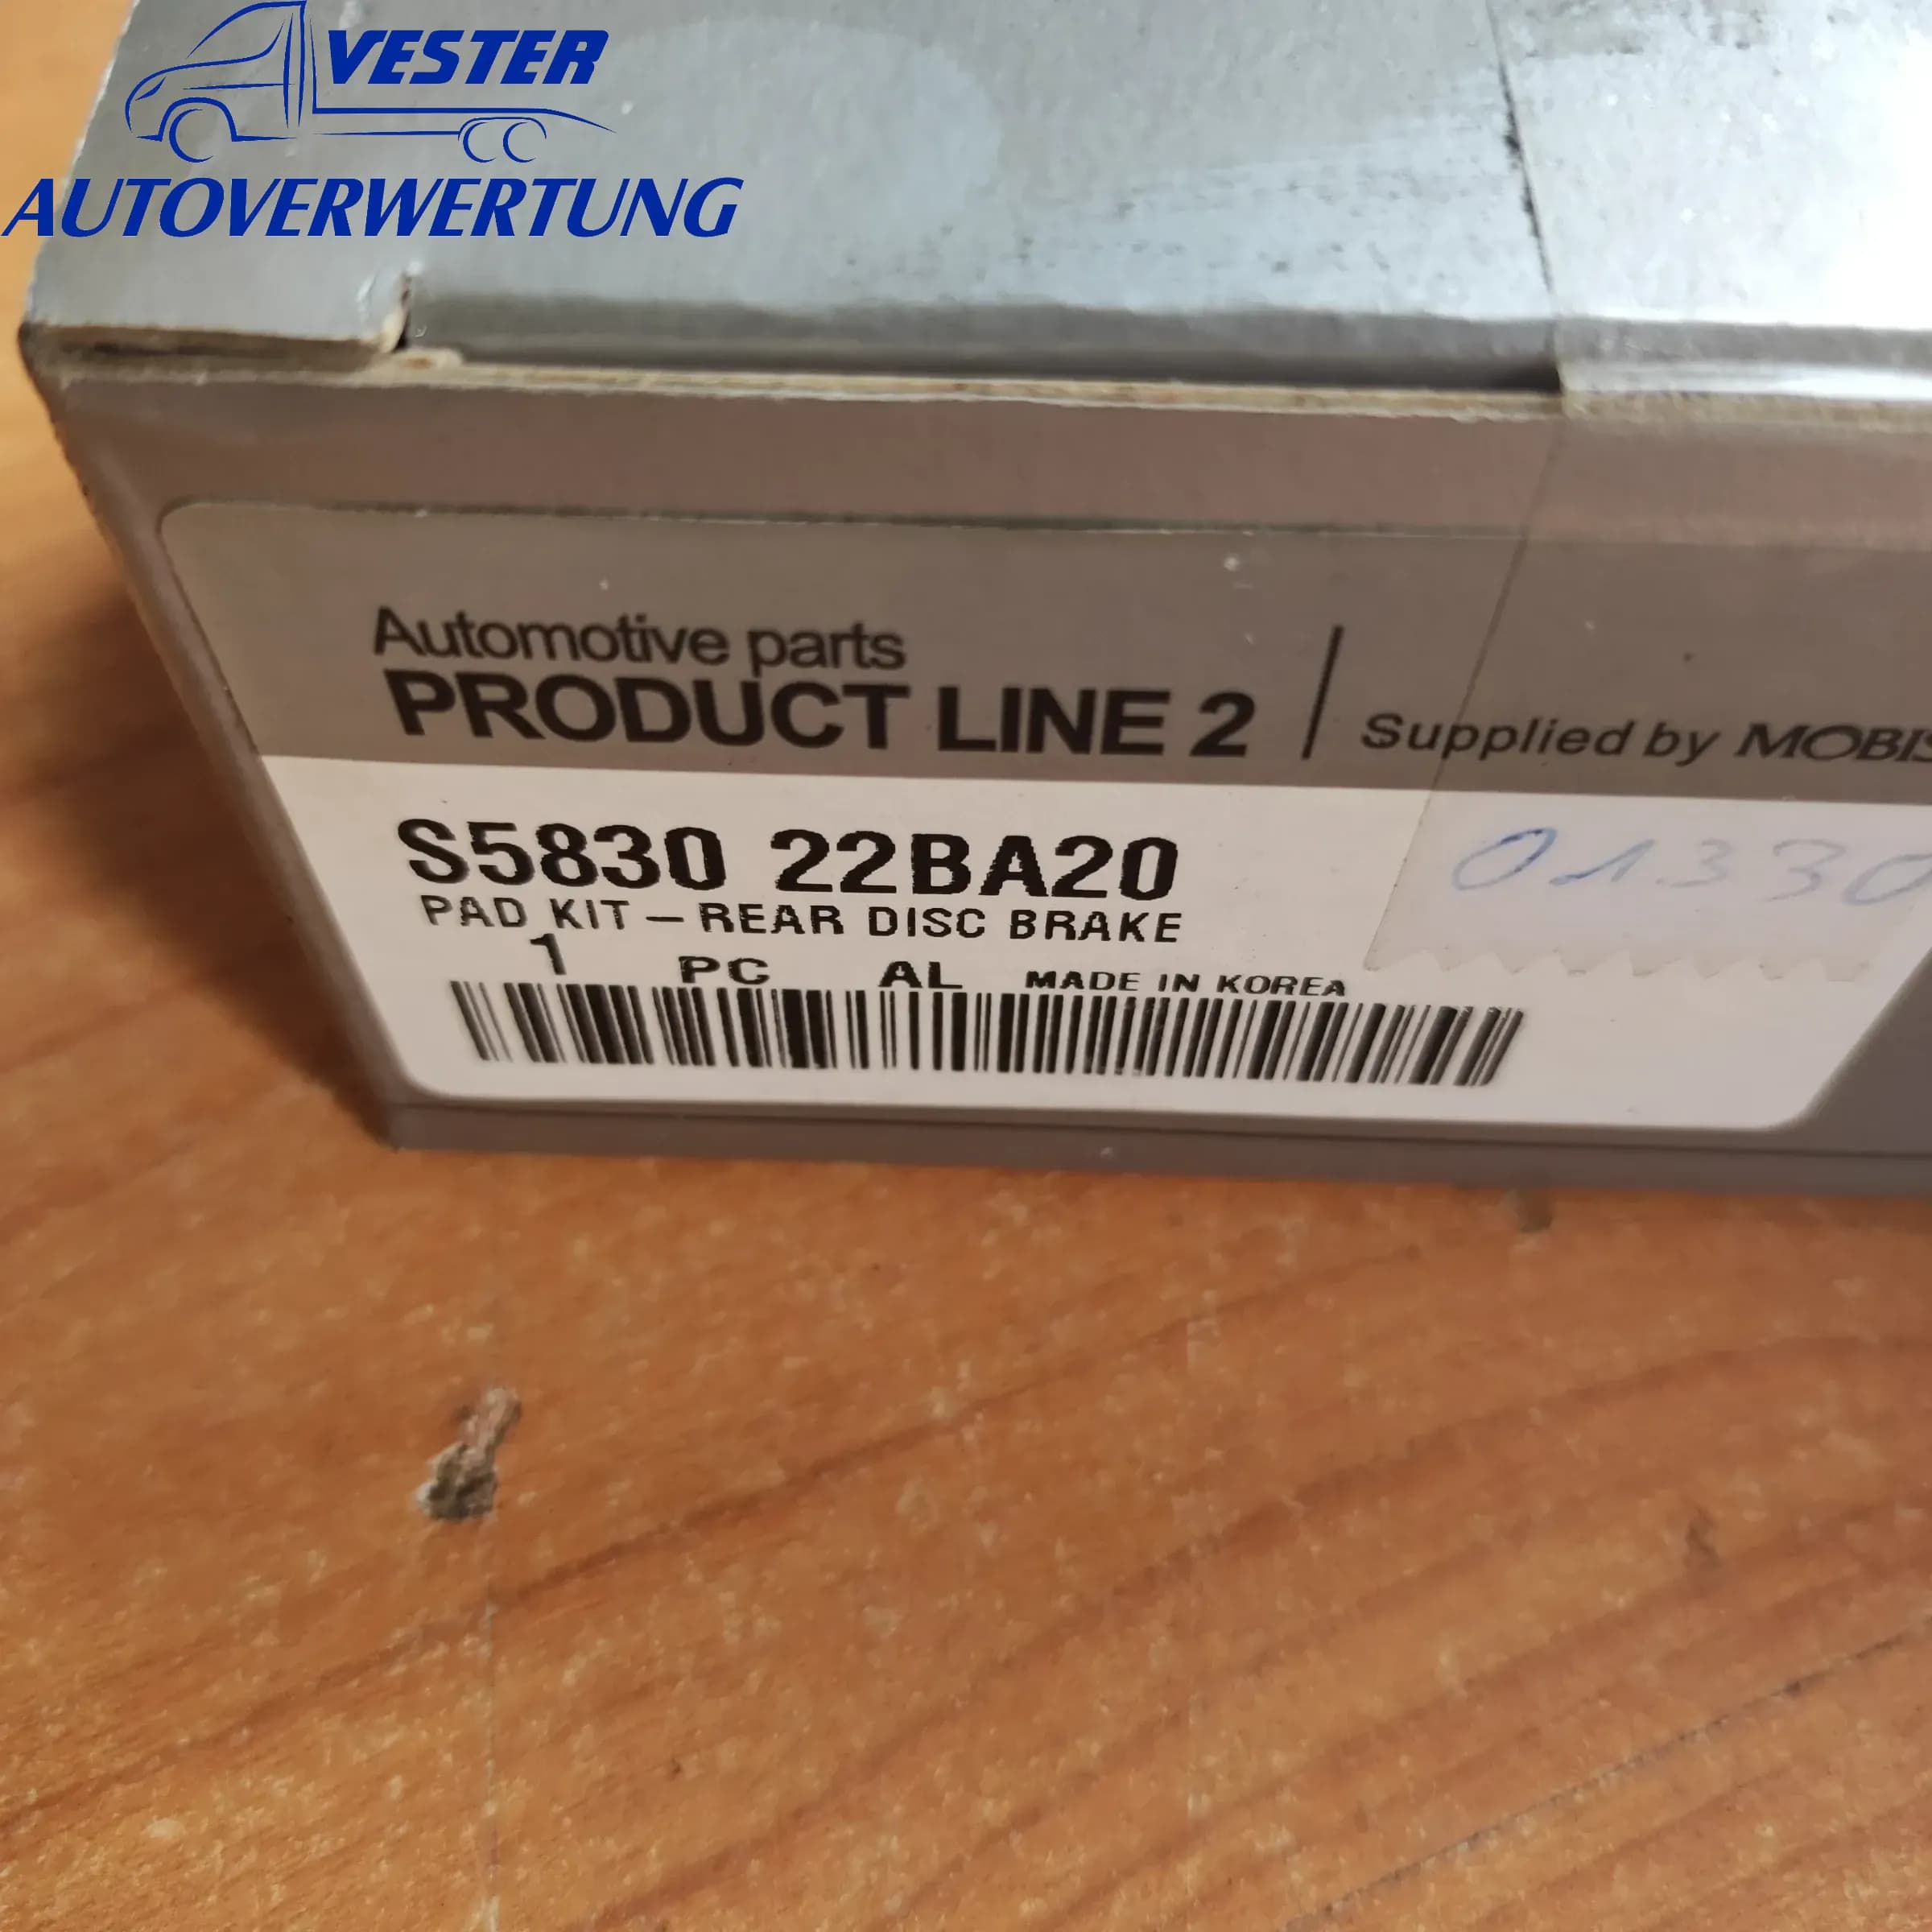 VESTER
AUTOVERWERTUNG
Automotive parts
PRODUCT LINE 2
Supplied by MOBIS
S5830 22BA20
01330
PAD KIT – REAR DISC BRAKE
1 PC AL MADE IN KOREA